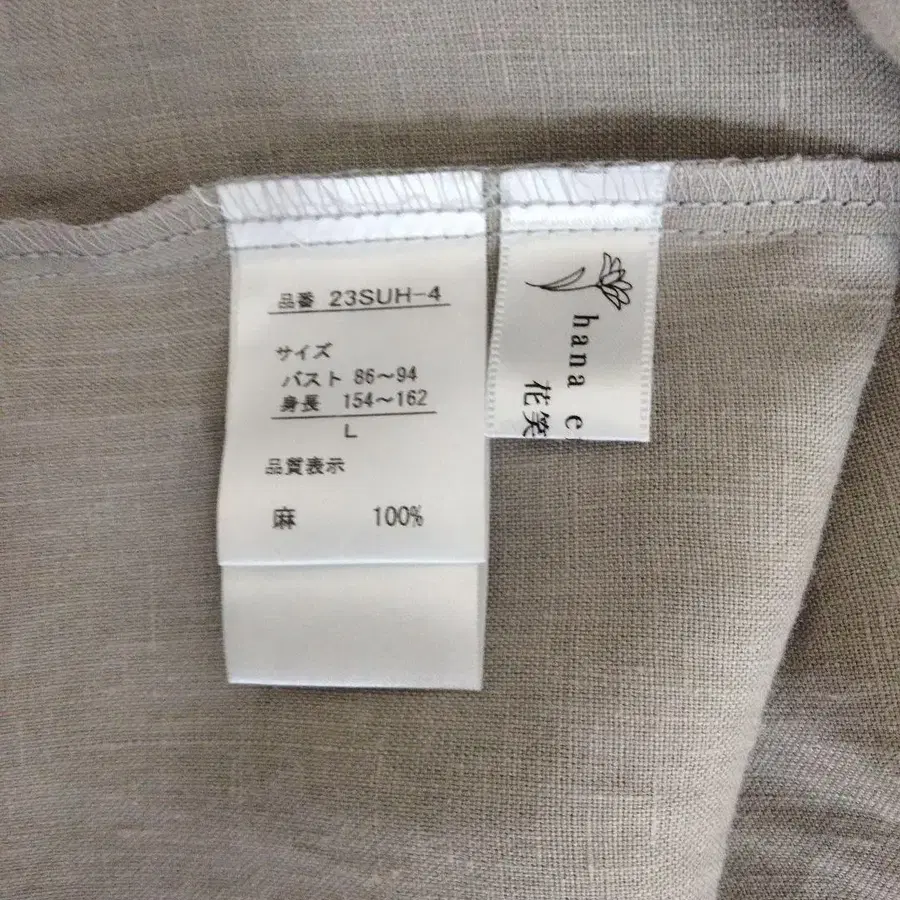 品番 23SUH-4
サイズ
バスト 86～94
身長 154～162
L
品質表示
麻 100%
hana
花笑